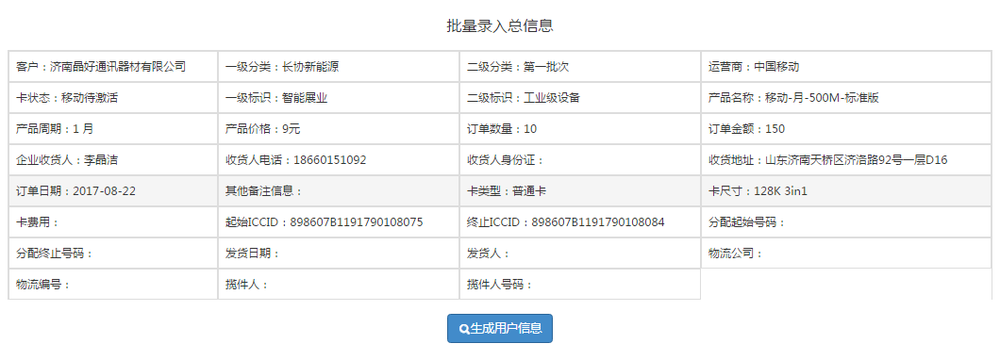 批量录入总信息
客户：济南晶好通讯器材有限公司 一级分类：长协新能源 二级分类：第一批次 运营商：中国移动
卡状态：移动待激活 一级标识：智能展业 二级标识：工业级设备 产品名称：移动-月-500M-标准版
产品周期：1 月 产品价格：9元 订单数量：10 订单金额：150
企业收货人：李晶洁 收货人电话：18660151092 收货人身份证： 收货地址：山东济南天桥区济洛路92号一层D16
订单日期：2017-08-22 其他备注信息： 卡类型：普通卡 卡尺寸：128K 3in1
卡费用： 起始ICCID：898607B1191790108075 终止ICCID：898607B1191790108084 分配起始号码：
分配终止号码： 发货日期： 发货人： 物流公司：
物流编号： 揽件人： 揽件人号码：
生成用户信息